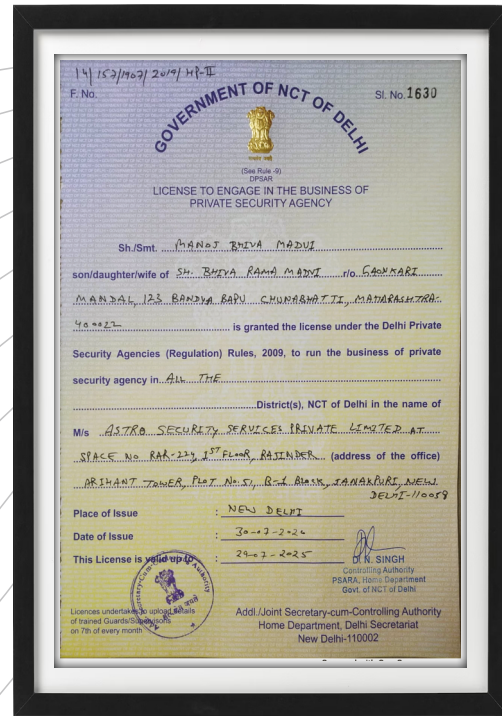 14/157/1907/2019/HP-II
F. No.
Sl. No. 1630
GOVERNMENT OF NCT OF DELHI
(See Rule -9)
DPSAR
LICENSE TO ENGAGE IN THE BUSINESS OF
PRIVATE SECURITY AGENCY
Sh./Smt. MANOJ BHIVA MADVI
son/daughter/wife of SH. BHIVA RAMA MADVI r/o GAONKARI
MANDAL, 123 BANDYA BAPU CHUNABHATTI, MAHARASHTRA-
400022 is granted the license under the Delhi Private
Security Agencies (Regulation) Rules, 2009, to run the business of private
security agency in ALL THE
District(s), NCT of Delhi in the name of
M/s ASTRO SECURITY SERVICES PRIVATE LIMITED AT
SPACE NO RAR-224, 1ST FLOOR, RAJINDER (address of the office)
ARIHANT TOWER, PLOT No. 51, B-1 BLOCK, JANAKPURI, NEW
DELHI-110059
Place of Issue : NEW DELHI
Date of Issue : 30-07-2020
This License is valid up to : 29-07-2025
D. N. SINGH
Controlling Authority
PSARA, Home Department
Govt. of NCT of Delhi
Licences undertakes to upload details
of trained Guards/Supervisors
on 7th of every month
Addl./Joint Secretary-cum-Controlling Authority
Home Department, Delhi Secretariat
New Delhi-110002